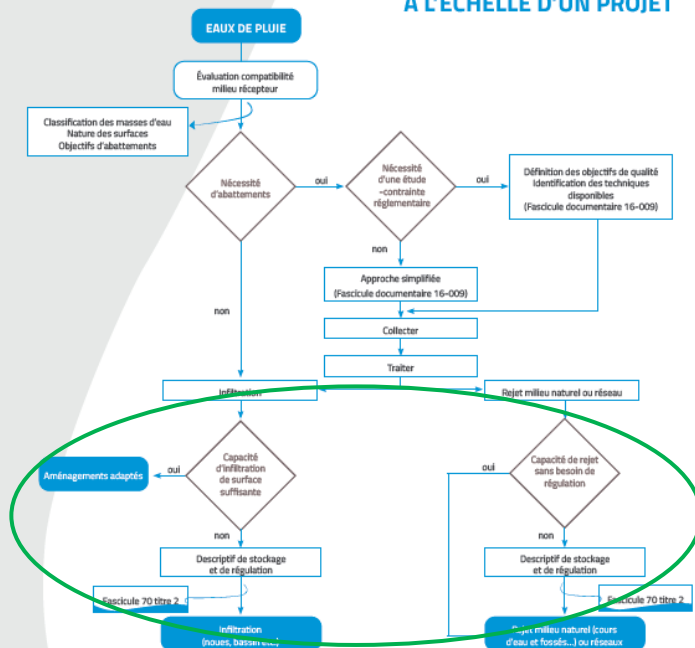 À L'ÉCHELLE D'UN PROJET
EAUX DE PLUIE
Évaluation compatibilité
milieu récepteur
Classification des masses d'eau
Nature des surfaces
Objectifs d'abattements
Nécessité
d'abattements
oui
Nécessité
d'une étude
-contrainte
réglementaire
oui
Définition des objectifs de qualité
Identification des techniques
disponibles
(Fascicule documentaire 16-009)
non
Approche simplifiée
(Fascicule documentaire 16-009)
non
Collecter
Traiter
Infiltration
Rejet milieu naturel ou réseau
Aménagements adaptés
oui
Capacité
d'infiltration
de surface
suffisante
oui
Capacité de rejet
sans besoin de
régulation
non
non
Descriptif de stockage
et de régulation
Descriptif de stockage
et de régulation
Fascicule 70 titre 2
Fascicule 70 titre 2
Infiltration
(noues, bassin etc)
Rejet milieu naturel (cours
d'eau et fossés...) ou réseaux